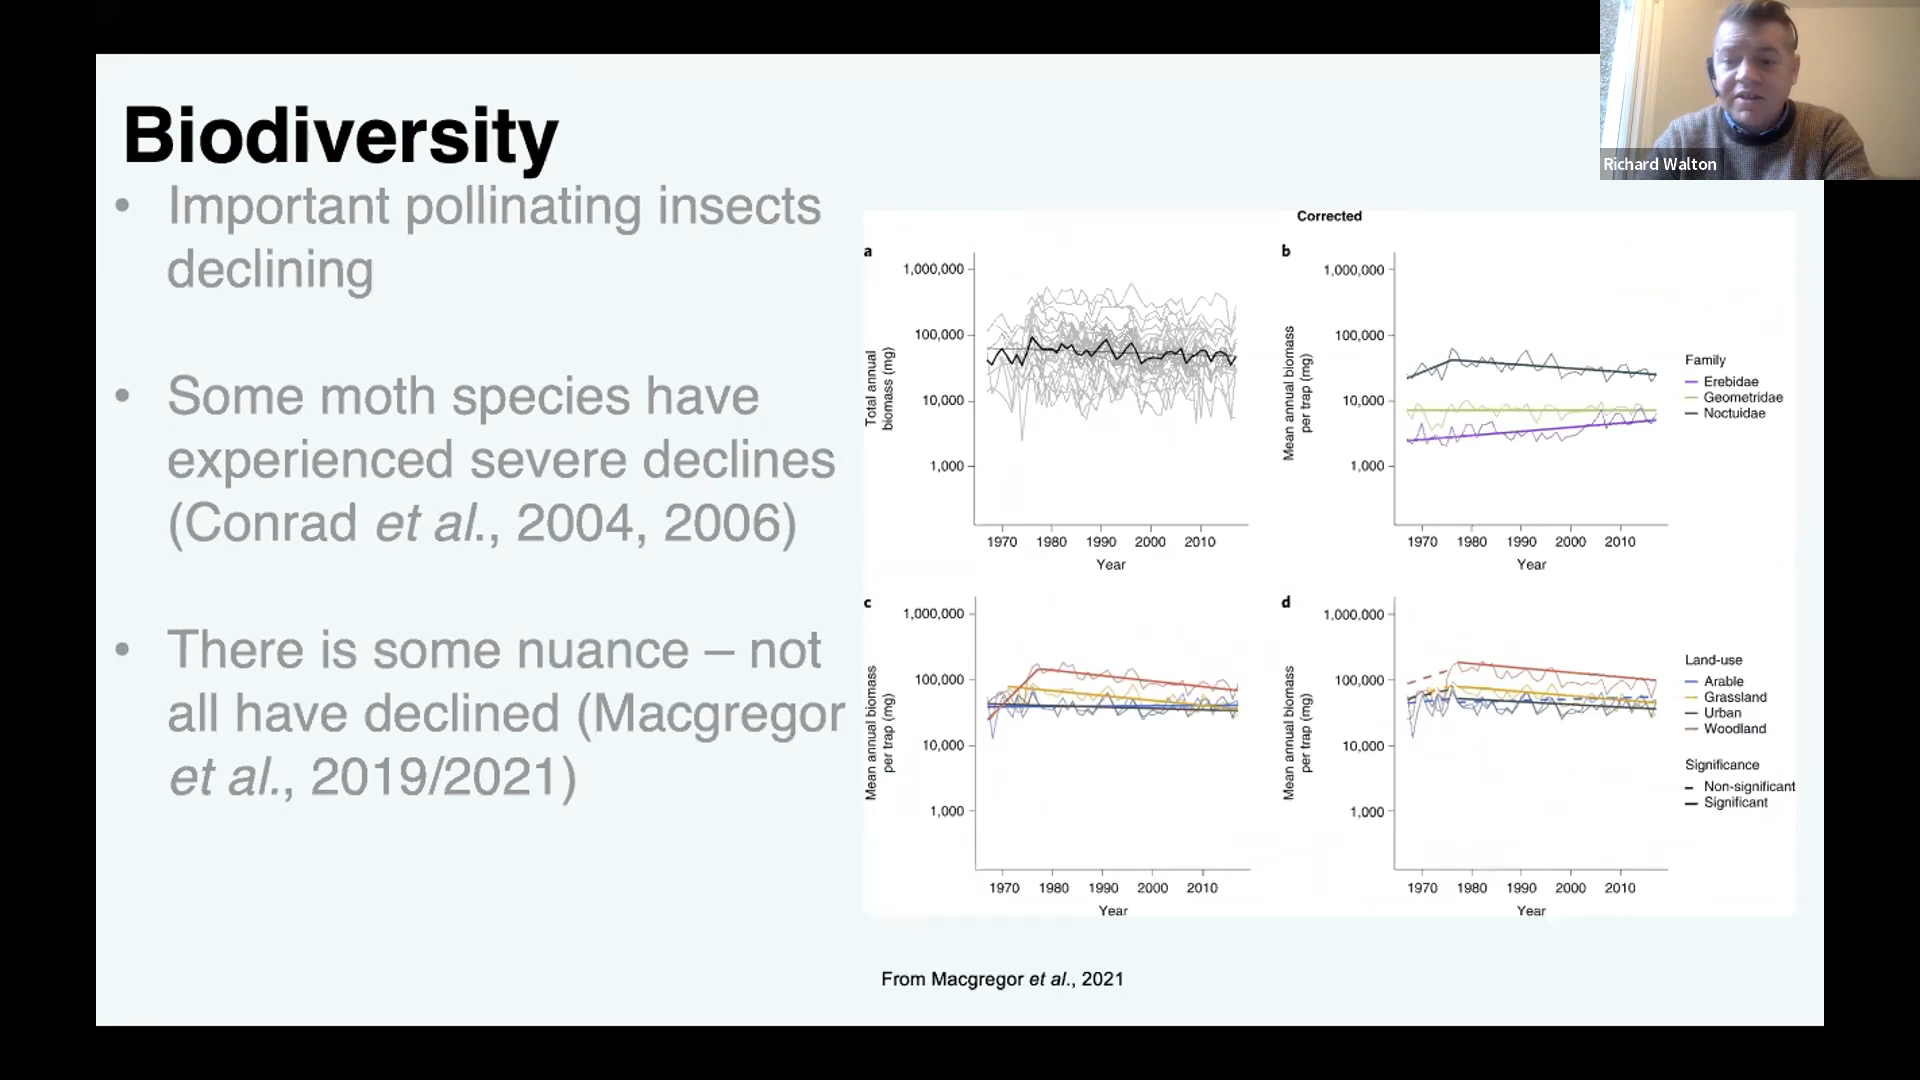 Richard Walton
Biodiversity
• Important pollinating insects
declining
• Some moth species have
experienced severe declines
(Conrad et al., 2004, 2006)
• There is some nuance – not
all have declined (Macgregor
et al., 2019/2021)
Corrected
a
1,000,000
100,000
10,000
1,000
Total annual
biomass (mg)
1970 1980 1990 2000 2010
Year
b
1,000,000
100,000
10,000
1,000
Mean annual biomass
per trap (mg)
1970 1980 1990 2000 2010
Year
Family
Erebidae
Geometridae
Noctuidae
c
1,000,000
100,000
10,000
1,000
Mean annual biomass
per trap (mg)
1970 1980 1990 2000 2010
Year
d
1,000,000
100,000
10,000
1,000
Mean annual biomass
per trap (mg)
1970 1980 1990 2000 2010
Year
Land-use
Arable
Grassland
Urban
Woodland
Significance
Non-significant
Significant
From Macgregor et al., 2021